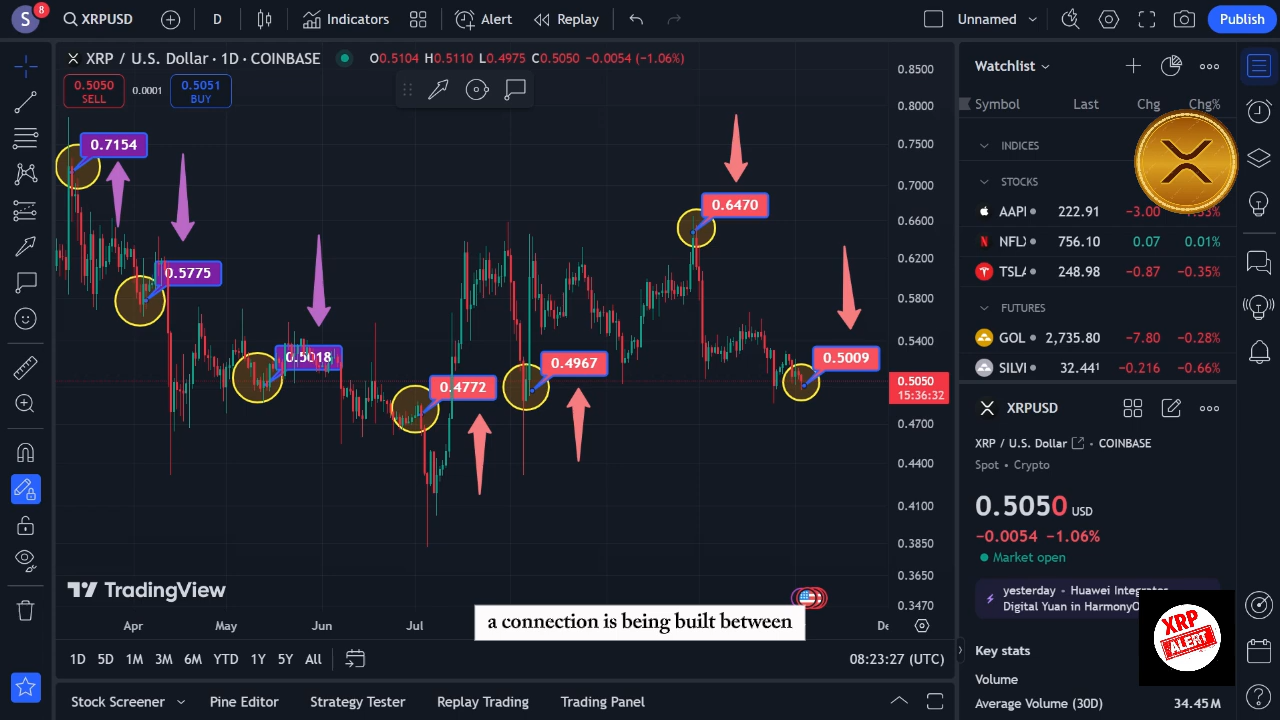 S
8
XRPUSD
D
Indicators
Alert
Replay
Unnamed
Publish
XRP / U.S. Dollar · 1D · COINBASE
O0.5104 H0.5110 L0.4975 C0.5050 −0.0054 (−1.06%)
0.5050
SELL
0.0001
0.5051
BUY
0.7154
0.5775
0.5018
0.4772
0.4967
0.6470
0.5009
0.8500
0.8000
0.7500
0.7000
0.6600
0.6200
0.5800
0.5400
0.5050
15:36:32
0.4700
0.4400
0.4100
0.3850
0.3650
0.3470
TradingView
a connection is being built between
Apr
May
Jun
Jul
1D 5D 1M 3M 6M YTD 1Y 5Y All
08:23:27 (UTC)
Stock Screener
Pine Editor
Strategy Tester
Replay Trading
Trading Panel
Watchlist
Symbol Last Chg Chg%
INDICES
STOCKS
AAPL 222.91 −3.00
NFLX 756.10 0.07 0.01%
TSLA 248.98 −0.87 −0.35%
FUTURES
GOL 2,735.80 −7.80 −0.28%
SILVI 32.441 −0.216 −0.66%
XRPUSD
XRP / U.S. Dollar · COINBASE
Spot • Crypto
0.5050 USD
−0.0054 −1.06%
Market open
yesterday - Huawei Integrates
Digital Yuan in HarmonyO
XRP
ALERT
Key stats
Volume
Average Volume (30D) 34.45M